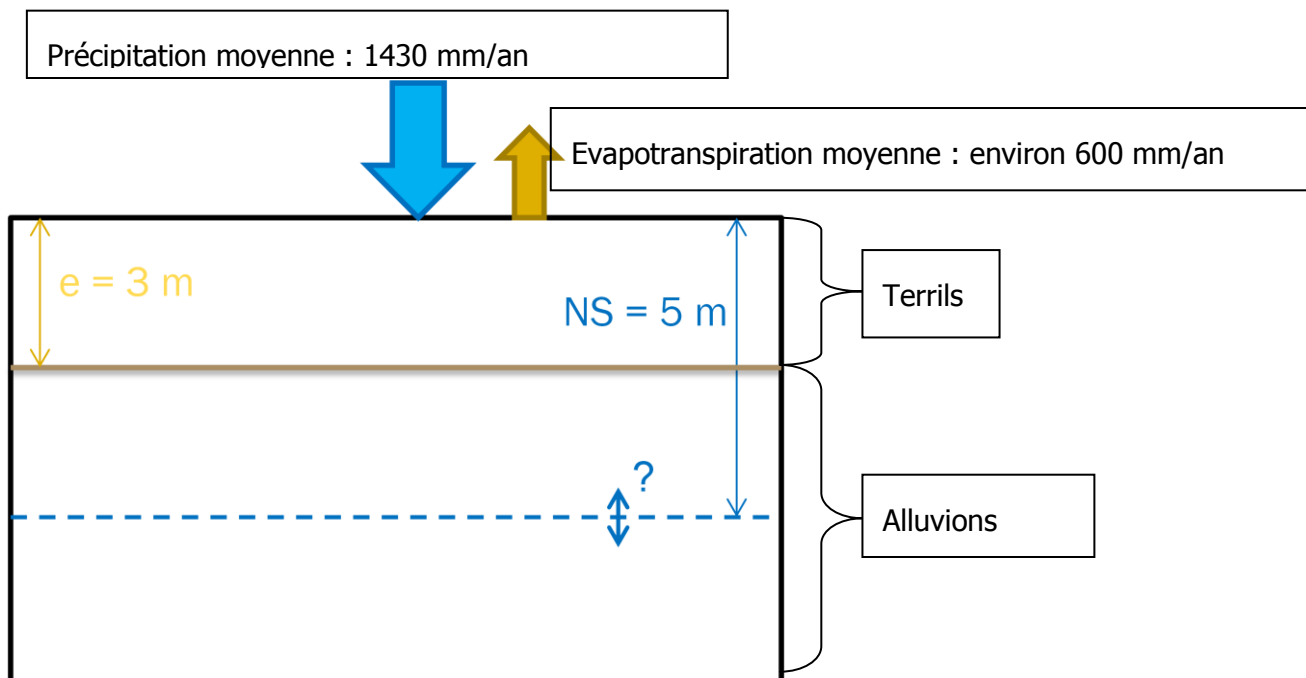 Précipitation moyenne : 1430 mm/an
Evapotranspiration moyenne : environ 600 mm/an
e = 3 m
NS = 5 m
Terrils
?
Alluvions